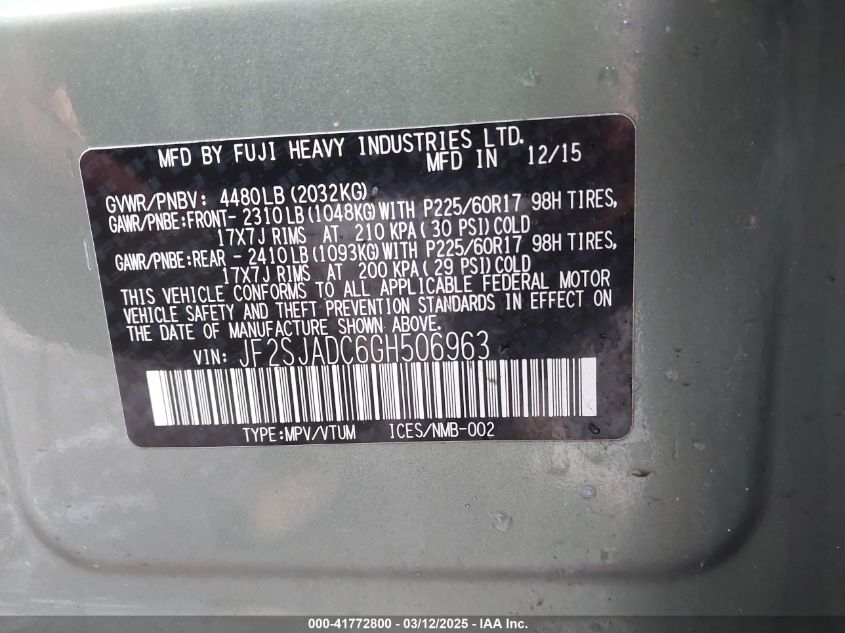 MFD BY FUJI HEAVY INDUSTRIES LTD.
MFD IN 12/15
GVWR/PNBV: 4480LB(2032KG)
GAWR/PNBE:FRONT- 2310LB(1048KG)WITH P225/60R17 98H TIRES,
17X7J RIMS AT 210 KPA(30 PSI)COLD
GAWR/PNBE:REAR - 2410LB(1093KG)WITH P225/60R17 98H TIRES,
17X7J RIMS AT 200 KPA(29 PSI)COLD
THIS VEHICLE CONFORMS TO ALL APPLICABLE FEDERAL MOTOR
VEHICLE SAFETY AND THEFT PREVENTION STANDARDS IN EFFECT ON
THE DATE OF MANUFACTURE SHOWN ABOVE.
VIN: JF2SJADC6GH506963
TYPE:MPV/VTUM ICES/NMB-002
000-41772800 - 03/12/2025 - IAA Inc.